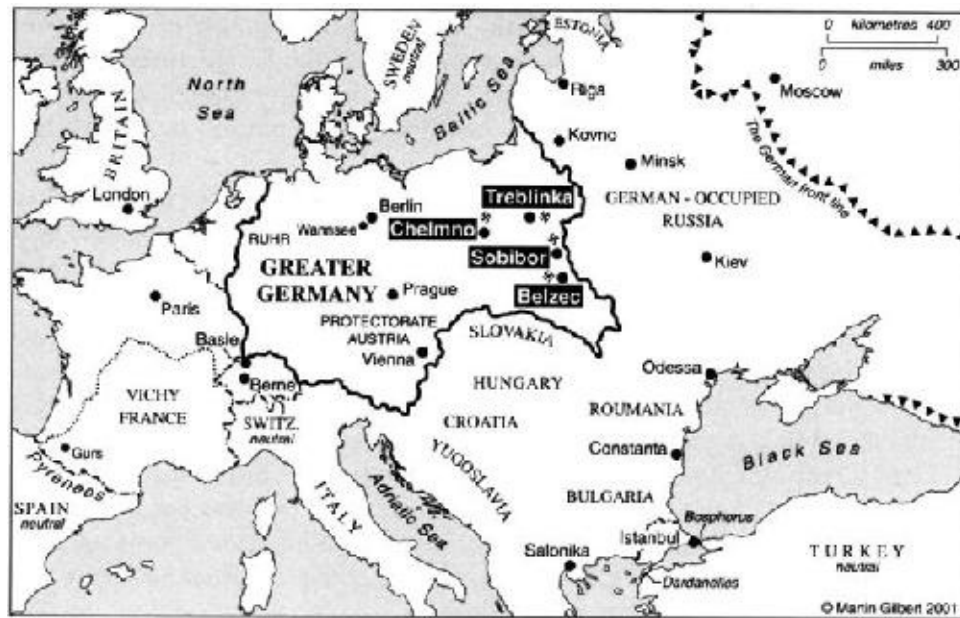 0 kilometres 400
0 miles 300
ESTONIA
SWEDEN
neutral
Baltic Sea
North
Sea
BRITAIN
London
Riga
Moscow
Kovno
Minsk
The German front line
GERMAN - OCCUPIED
RUSSIA
Kiev
Berlin
Wannsee
RUHR
Treblinka
Chelmno
Sobibor
Belzec
GREATER
GERMANY
Prague
PROTECTORATE
AUSTRIA
Vienna
SLOVAKIA
Paris
Basle
Berne
VICHY
FRANCE
SWITZ.
neutral
HUNGARY
CROATIA
YUGOSLAVIA
Odessa
ROUMANIA
Constanta
BULGARIA
Black Sea
Gurs
Pyrenees
SPAIN
neutral
ITALY
Adriatic Sea
Salonika
Bosphorus
Istanbul
Dardanelles
TURKEY
neutral
© Martin Gilbert 2001